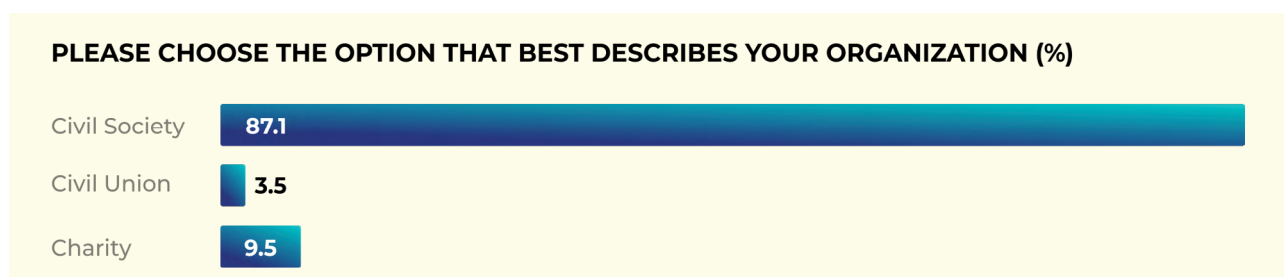 PLEASE CHOOSE THE OPTION THAT BEST DESCRIBES YOUR ORGANIZATION (%)
Civil Society 87.1
Civil Union 3.5
Charity 9.5